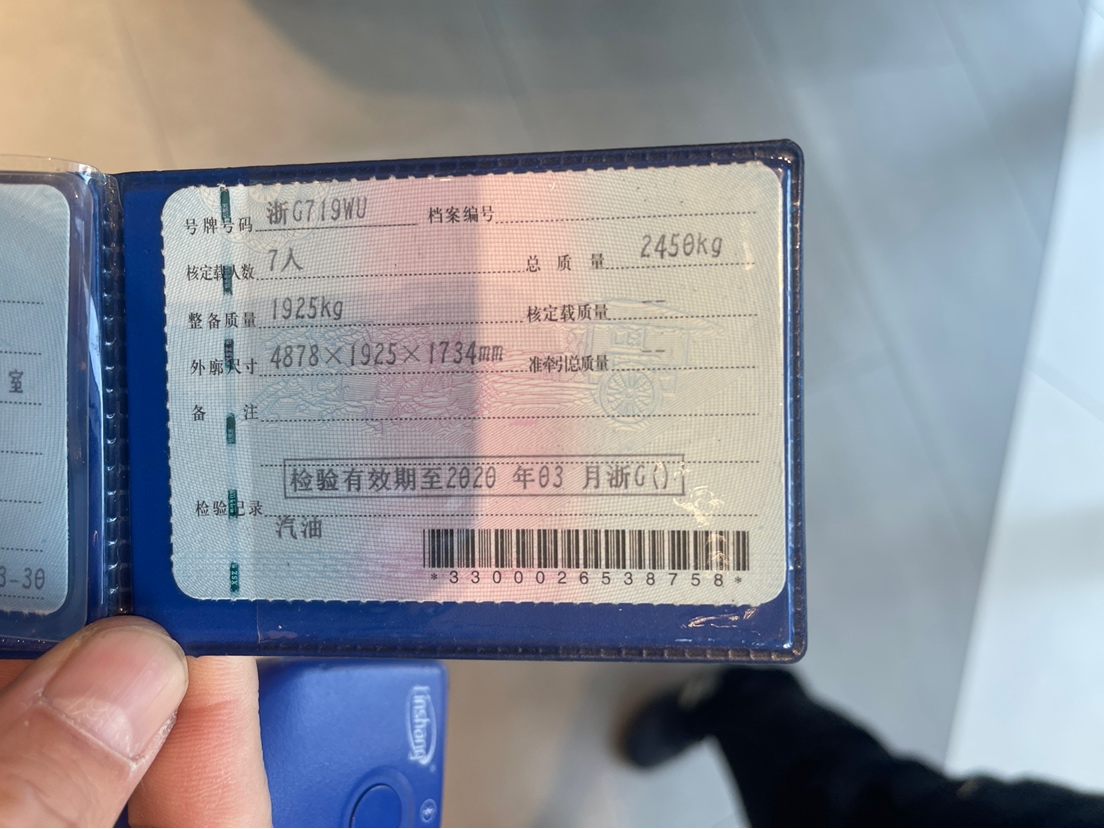 号牌号码 浙G719WU 档案编号
核定载人数 7人 总质量 2450kg
整备质量 1925kg 核定载质量 --
外廓尺寸 4878×1925×1734mm 准牵引总质量 --
备注
检验有效期至2020年03月浙G()
检验记录
汽油
*3300026538758*
室
3-30
linshang